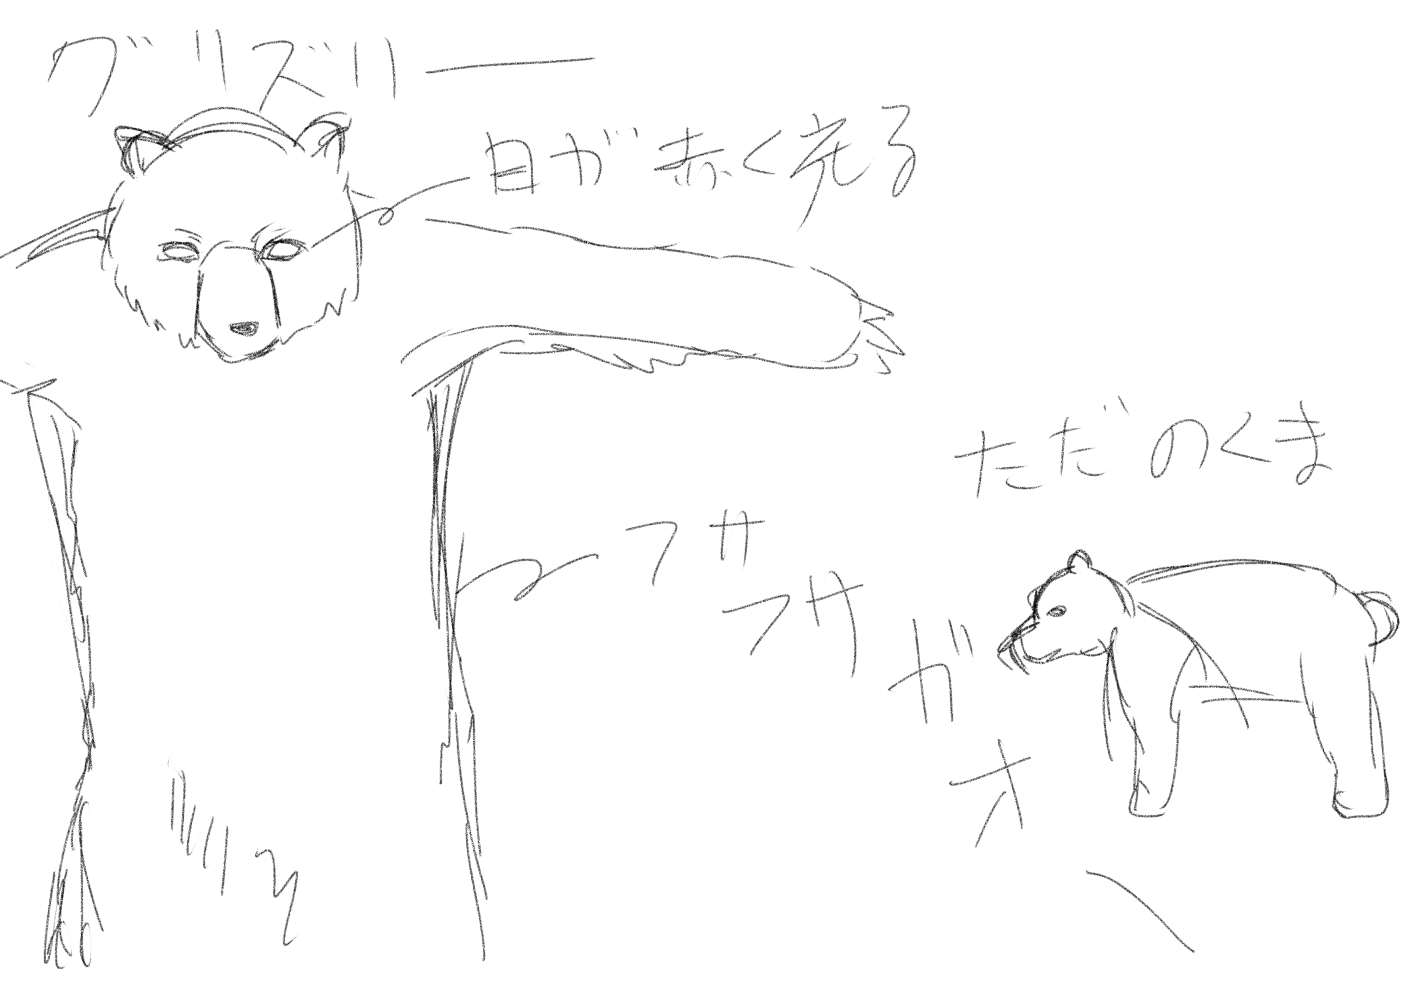 グリズリー
目が赤く光る
ただのくま
フサ
フサ
ガオー